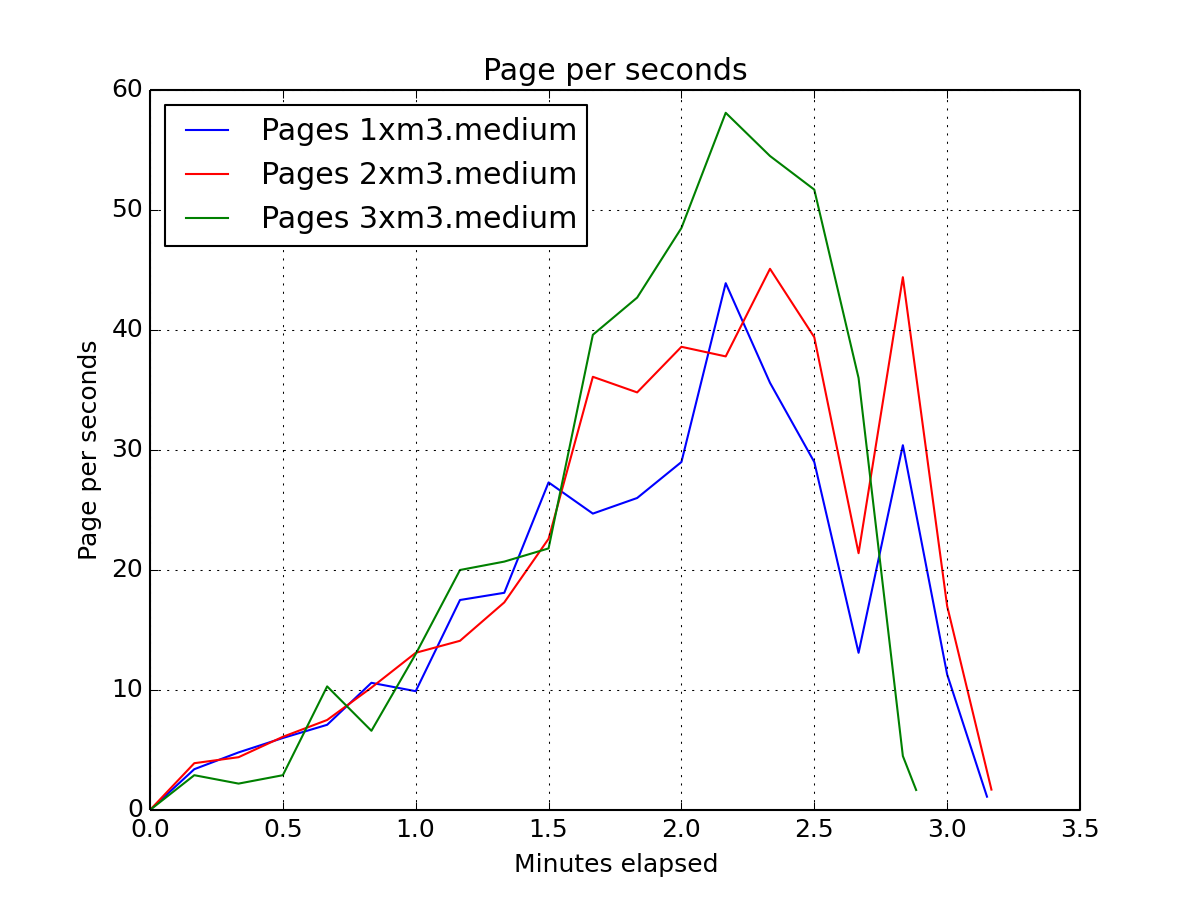 Page per seconds
60
50
40
30
20
10
0
Pages 1xm3.medium
Pages 2xm3.medium
Pages 3xm3.medium
Page per seconds
0.0 0.5 1.0 1.5 2.0 2.5 3.0 3.5
Minutes elapsed